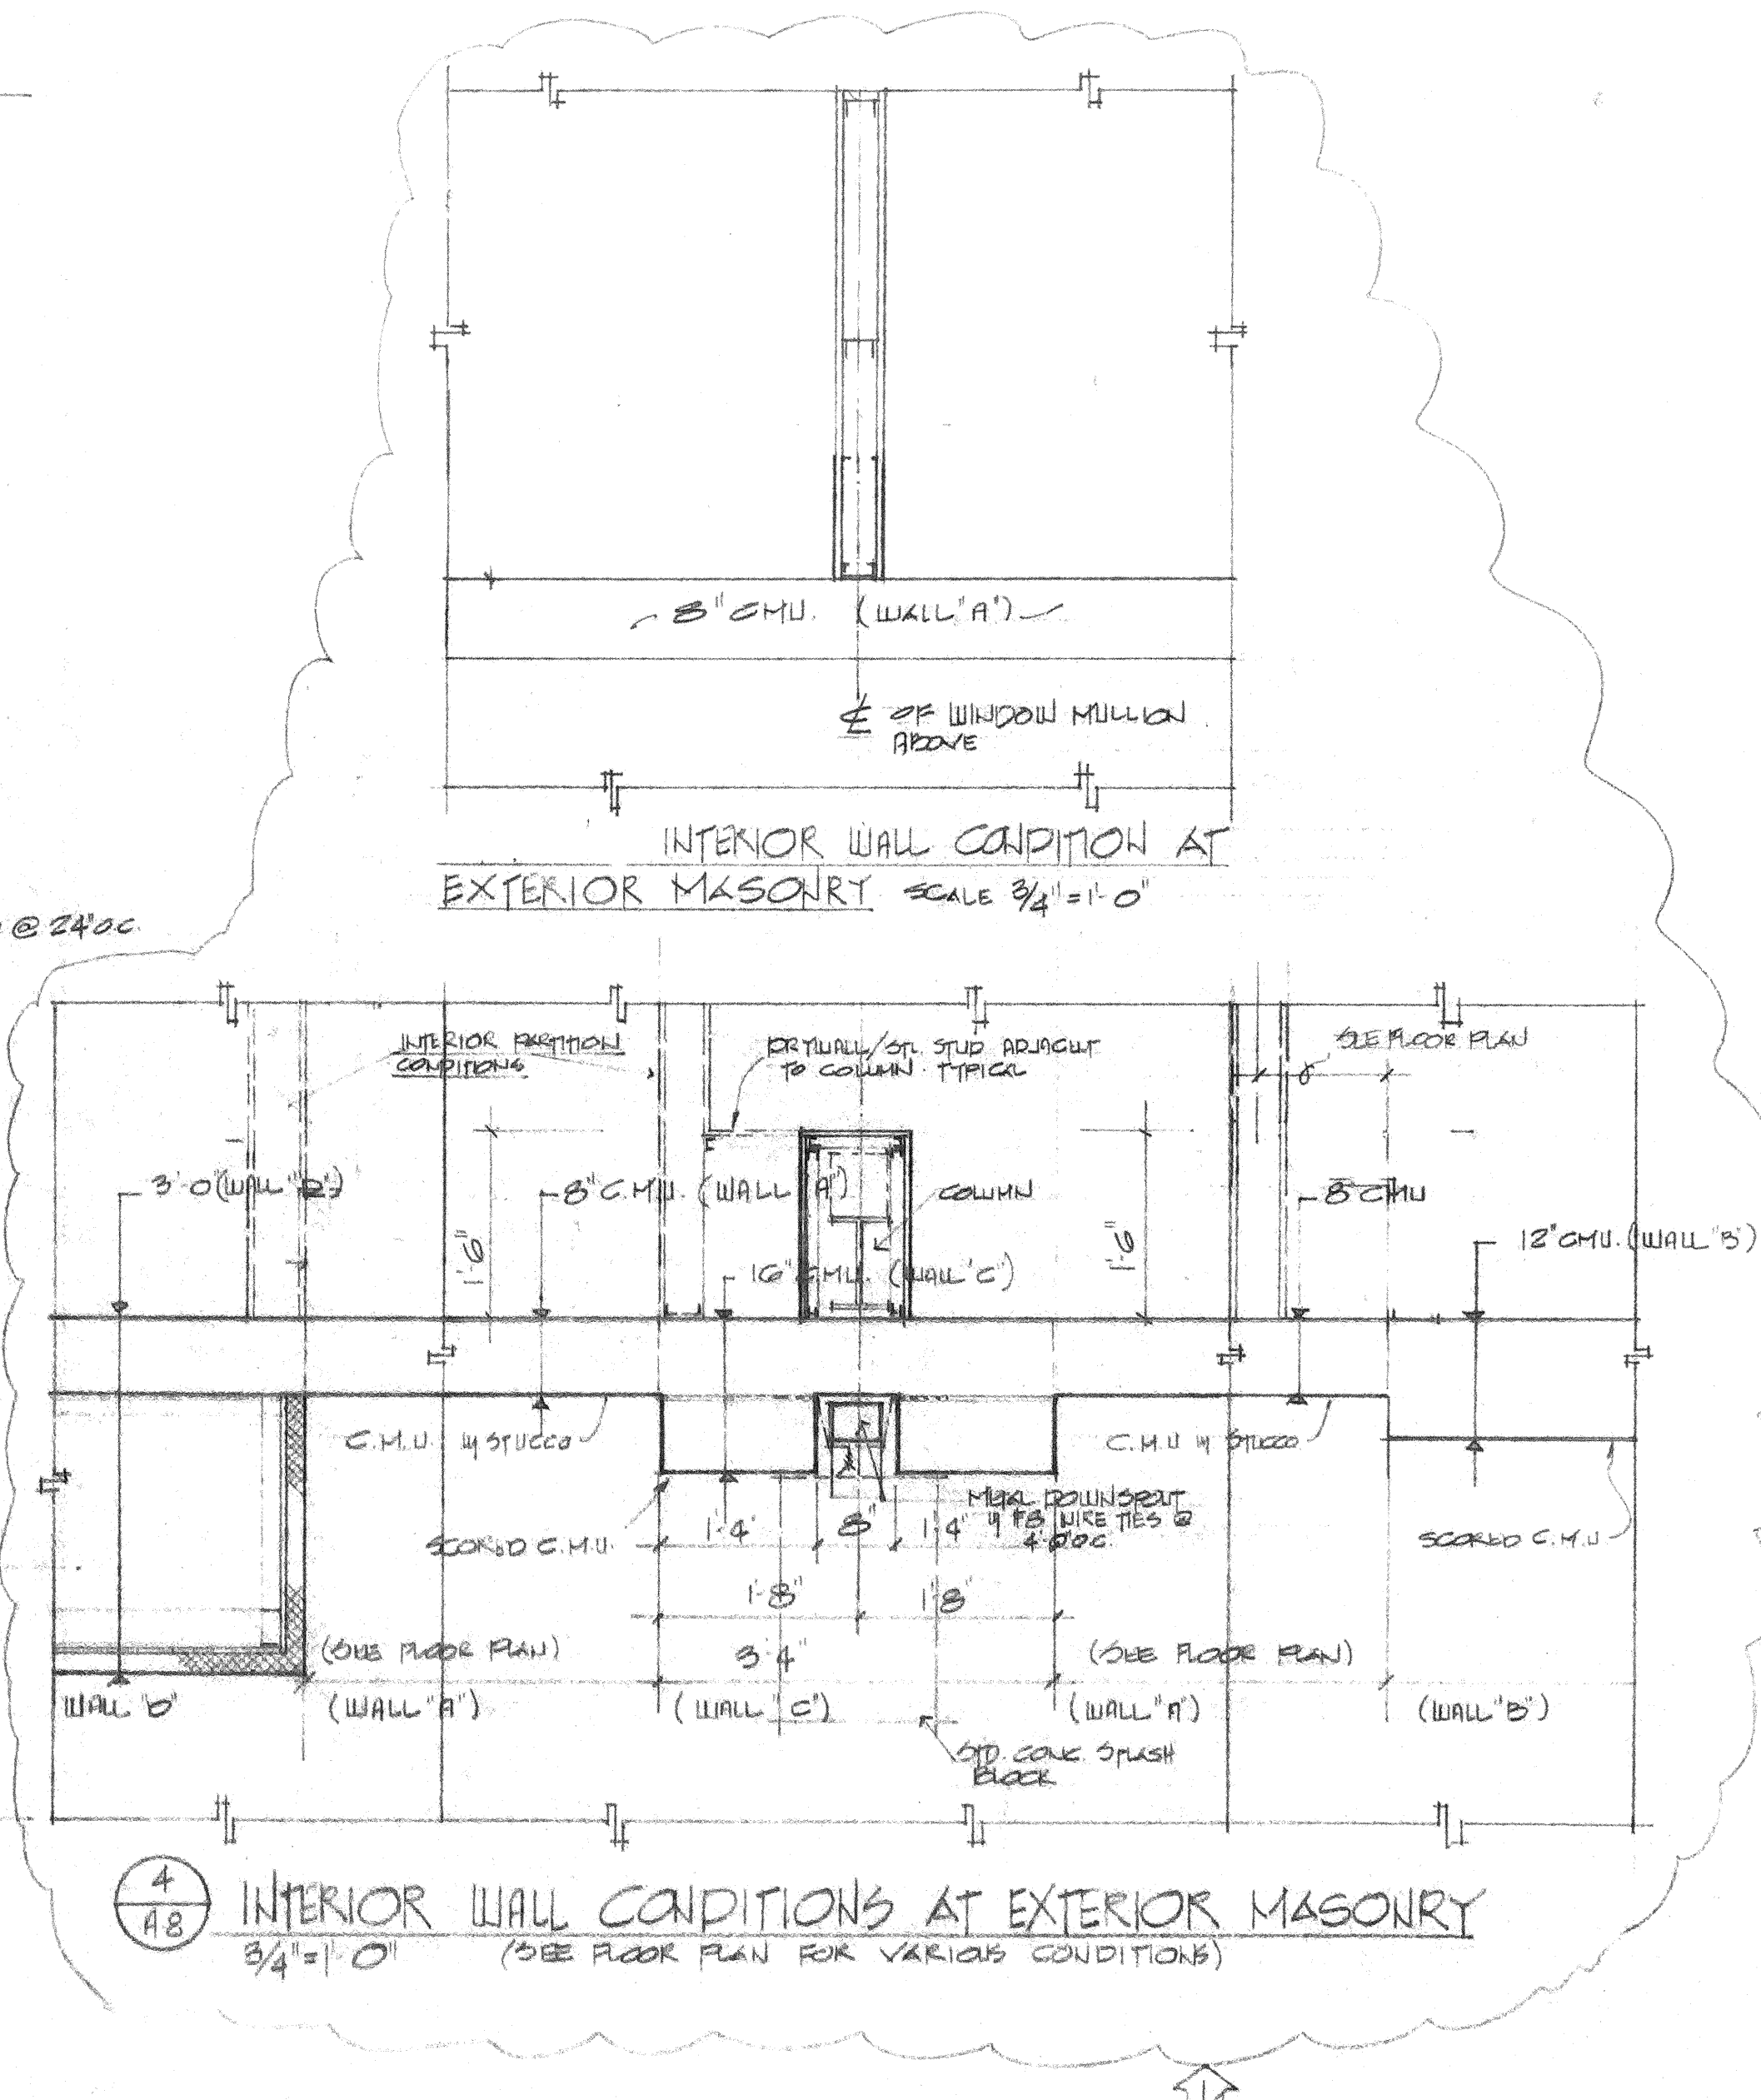 8" CMU. (WALL "A")
℄ OF WINDOW MULLION
ABOVE
INTERIOR WALL CONDITION AT
EXTERIOR MASONRY SCALE 3/4" = 1'-0"
@ 24" O.C.
INTERIOR PARTITION
CONDITIONS
DRYWALL/STL. STUD ADJACENT
TO COLUMN. TYPICAL
SEE FLOOR PLAN
3'-0" (WALL "D")
8" C.M.U. (WALL "A")
COLUMN
8" CMU
1'-6"
1'-6"
12" CMU. (WALL "B")
16" CMU. (WALL "C")
C.M.U. W/ STUCCO
C.M.U W/ STUCCO
METAL DOWNSPOUT
W/ #8 WIRE TIES @
4'-0" O.C.
SCORED C.M.U.
1'-4"
8"
1'-4"
SCORED C.M.U
1'-8"
1'-8"
(SEE FLOOR PLAN)
3'-4"
(SEE FLOOR PLAN)
WALL "D"
(WALL "A")
(WALL "C")
(WALL "A")
(WALL "B")
STD. CONC. SPLASH
BLOCK
4
A8
INTERIOR WALL CONDITIONS AT EXTERIOR MASONRY
3/4" = 1'-0" (SEE FLOOR PLAN FOR VARIOUS CONDITIONS)
1